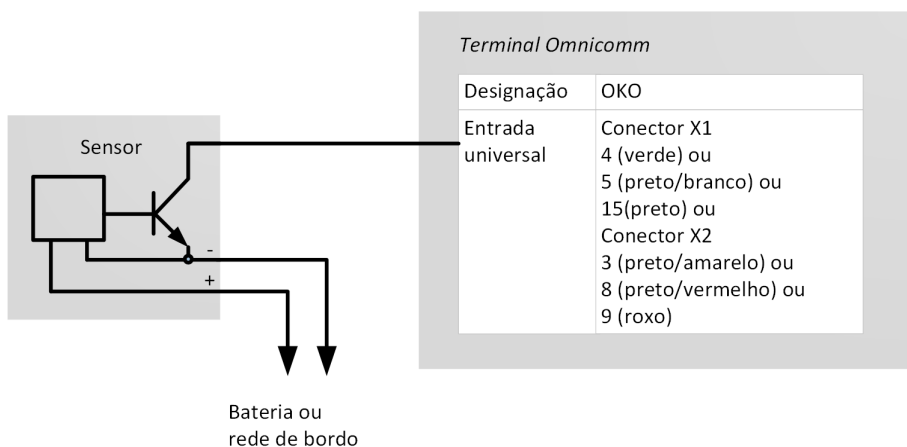 Terminal Omnicomm
Designação OKO
Entrada universal
Conector X1
4 (verde) ou
5 (preto/branco) ou
15(preto) ou
Conector X2
3 (preto/amarelo) ou
8 (preto/vermelho) ou
9 (roxo)
Sensor
-
+
Bateria ou
rede de bordo